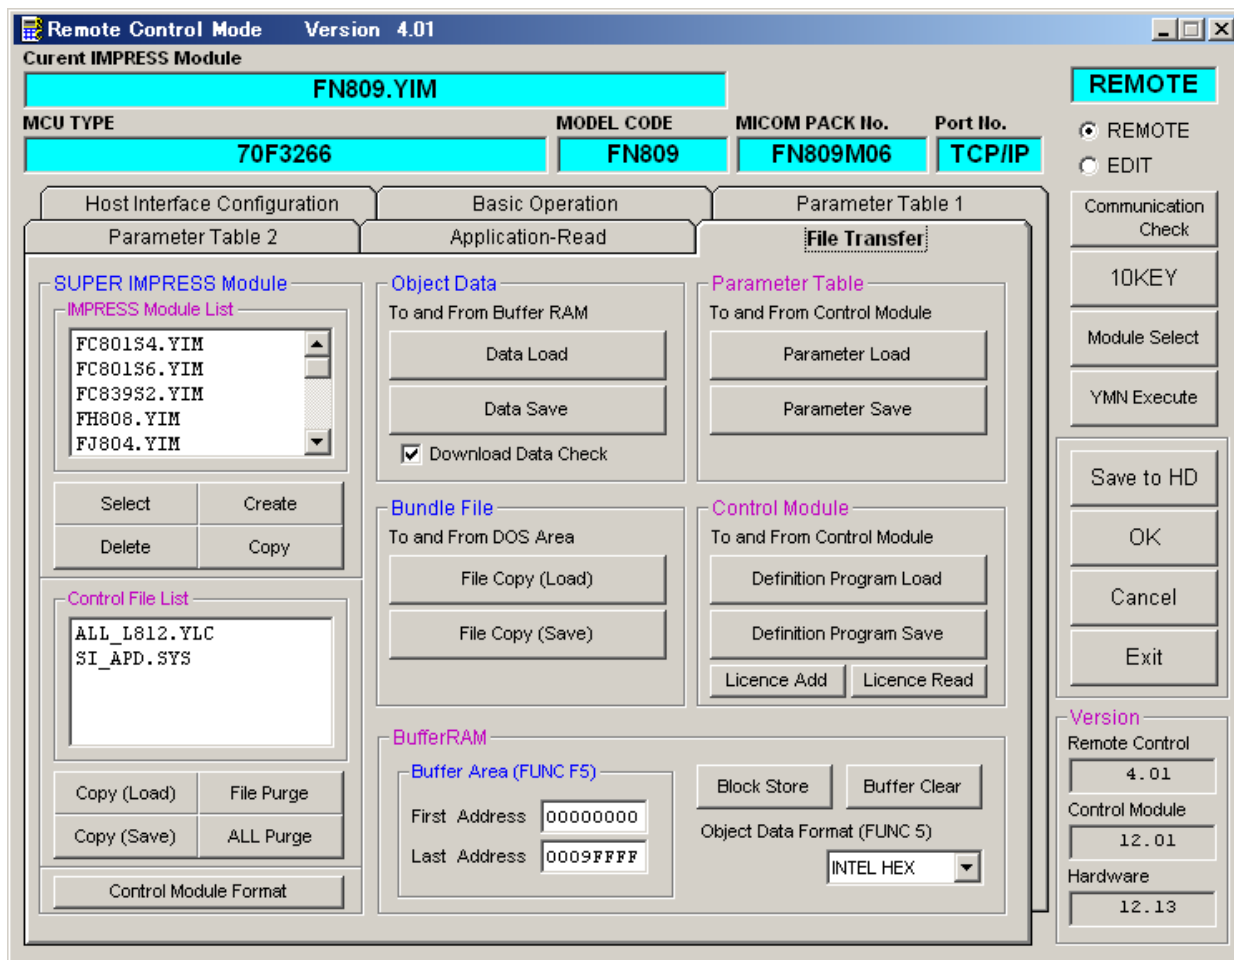 Remote Control Mode Version 4.01
Curent IMPRESS Module
FN809.YIM
REMOTE
MCU TYPE
MODEL CODE
MICOM PACK No.
Port No.
70F3266
FN809
FN809M06
TCP/IP
REMOTE
EDIT
Host Interface Configuration
Basic Operation
Parameter Table 1
Parameter Table 2
Application-Read
File Transfer
Communication
Check
10KEY
Module Select
YMN Execute
Save to HD
OK
Cancel
Exit
SUPER IMPRESS Module
IMPRESS Module List
FC801S4.YIM
FC801S6.YIM
FC839S2.YIM
FH808.YIM
FJ804.YIM
Select
Create
Delete
Copy
Control File List
ALL_L812.YLC
SI_APD.SYS
Copy (Load)
File Purge
Copy (Save)
ALL Purge
Control Module Format
Object Data
To and From Buffer RAM
Data Load
Data Save
Download Data Check
Parameter Table
To and From Control Module
Parameter Load
Parameter Save
Bundle File
To and From DOS Area
File Copy (Load)
File Copy (Save)
Control Module
To and From Control Module
Definition Program Load
Definition Program Save
Licence Add
Licence Read
BufferRAM
Buffer Area (FUNC F5)
First Address 00000000
Last Address 0009FFFF
Block Store
Buffer Clear
Object Data Format (FUNC 5)
INTEL HEX
Version
Remote Control
4.01
Control Module
12.01
Hardware
12.13